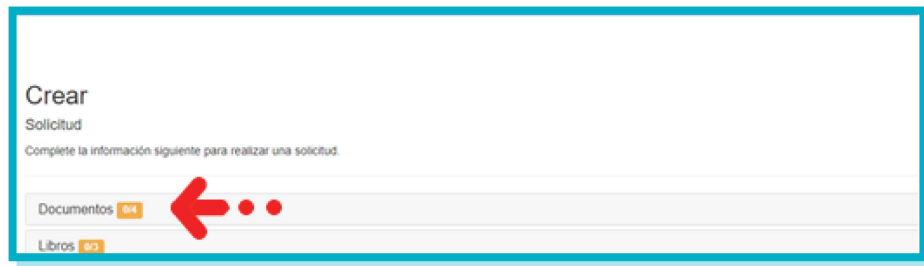 Crear
Solicitud
Complete la información siguiente para realizar una solicitud.
Documentos 0/4
Libros 0/3